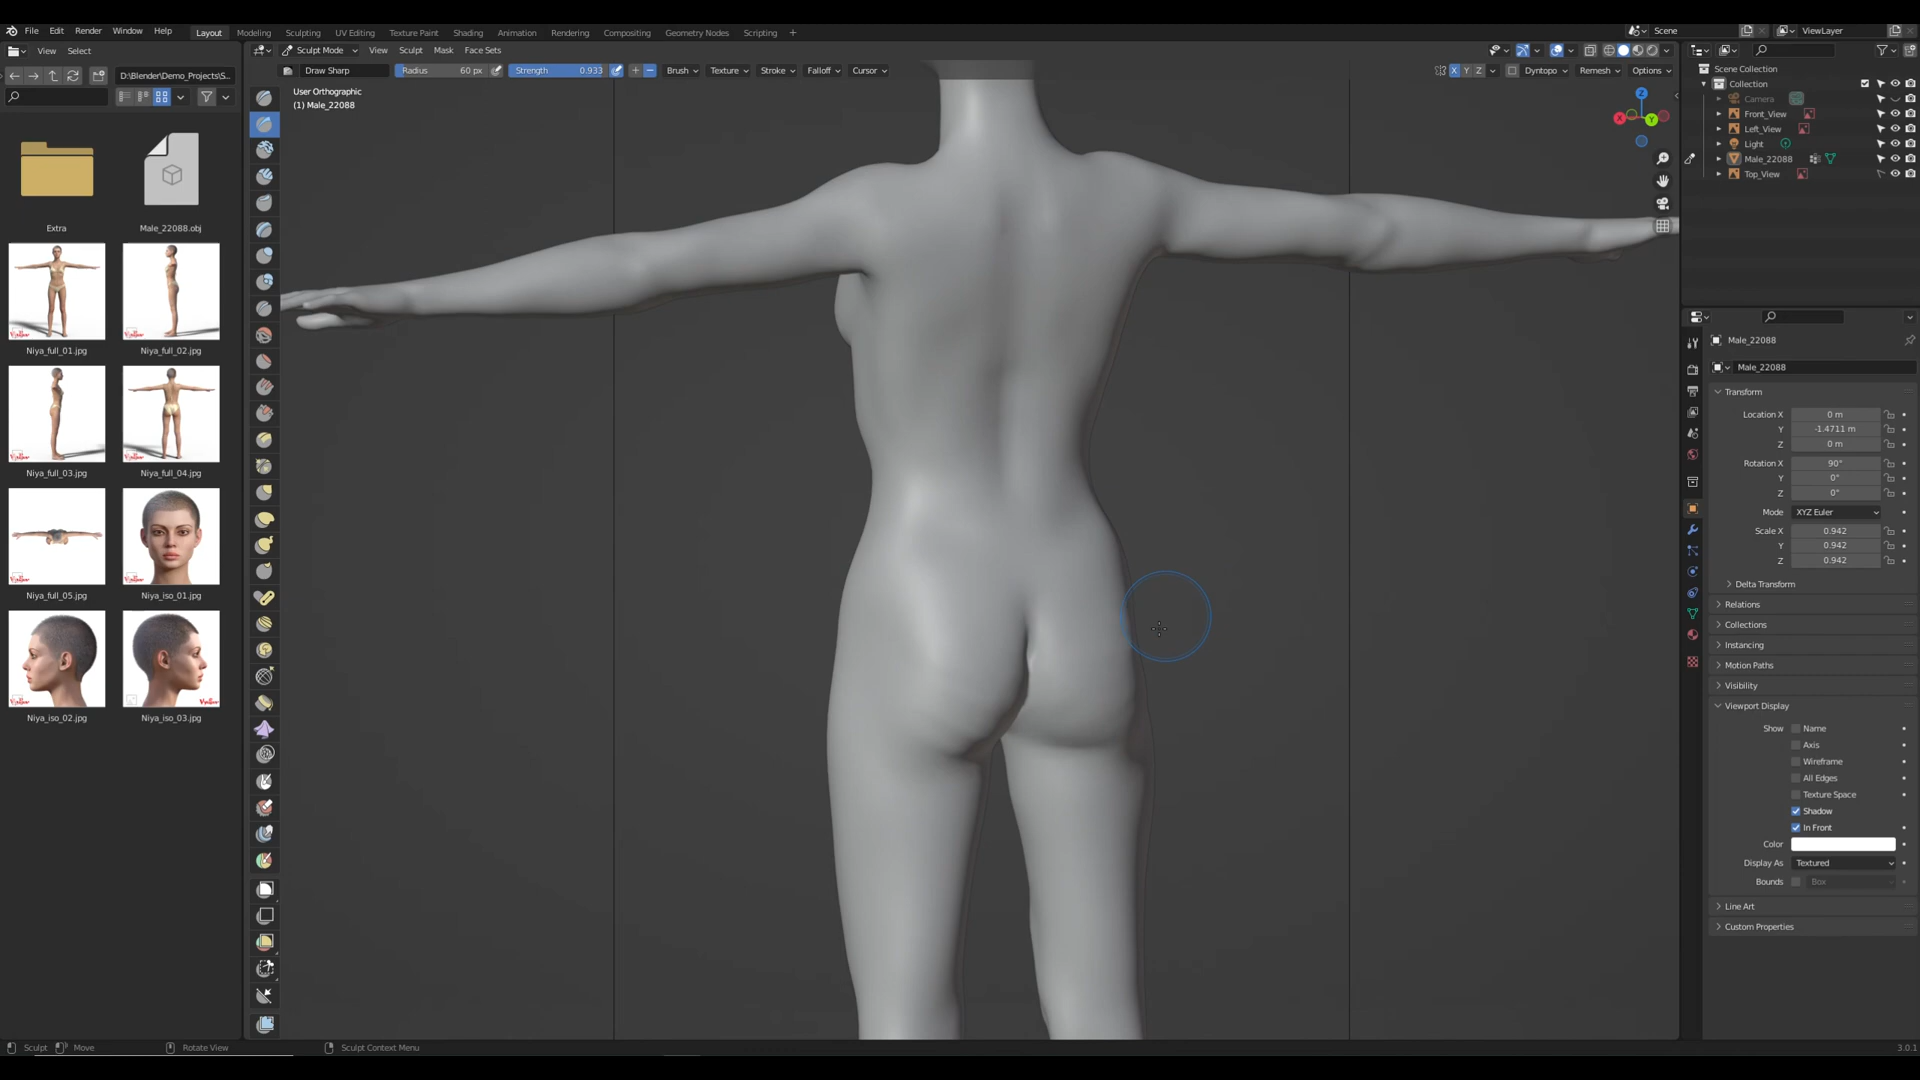 File Edit Render Window Help Layout Modeling Sculpting UV Editing Texture Paint Shading Animation Rendering Compositing Geometry Nodes Scripting + Scene ViewLayer
View Select Sculpt Mode View Sculpt Mask Face Sets
Draw Sharp Radius 60 px Strength 0.933 Brush Texture Stroke Falloff Cursor X Y Z Dyntopo Remesh Options
D:\Blender\Demo_Projects\S...
User Orthographic
(1) Male_22088
Z
X Y
Extra Male_22088.obj
Niya_full_01.jpg Niya_full_02.jpg
Niya_full_03.jpg Niya_full_04.jpg
Niya_full_05.jpg Niya_iso_01.jpg
Niya_iso_02.jpg Niya_iso_03.jpg
Scene Collection
Collection
Camera
Front_View
Left_View
Light
Male_22088
Top_View
Male_22088
Male_22088
Transform
Location X 0 m
Y -1.4711 m
Z 0 m
Rotation X 90°
Y 0°
Z 0°
Mode XYZ Euler
Scale X 0.942
Y 0.942
Z 0.942
Delta Transform
Relations
Collections
Instancing
Motion Paths
Visibility
Viewport Display
Show Name
Axis
Wireframe
All Edges
Texture Space
Shadow
In Front
Color
Display As Textured
Bounds Box
Line Art
Custom Properties
Sculpt Move Rotate View Sculpt Context Menu 3.0.1